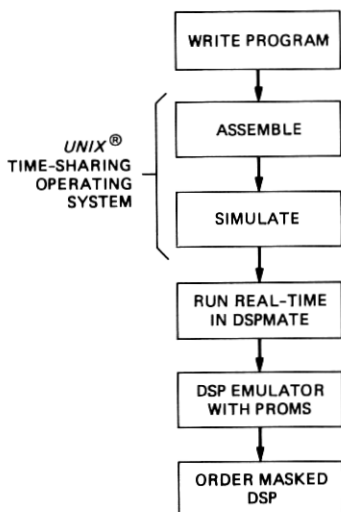 WRITE PROGRAM
UNIX®
TIME-SHARING
OPERATING
SYSTEM
ASSEMBLE
SIMULATE
RUN REAL-TIME
IN DSPMATE
DSP EMULATOR
WITH PROMS
ORDER MASKED
DSP